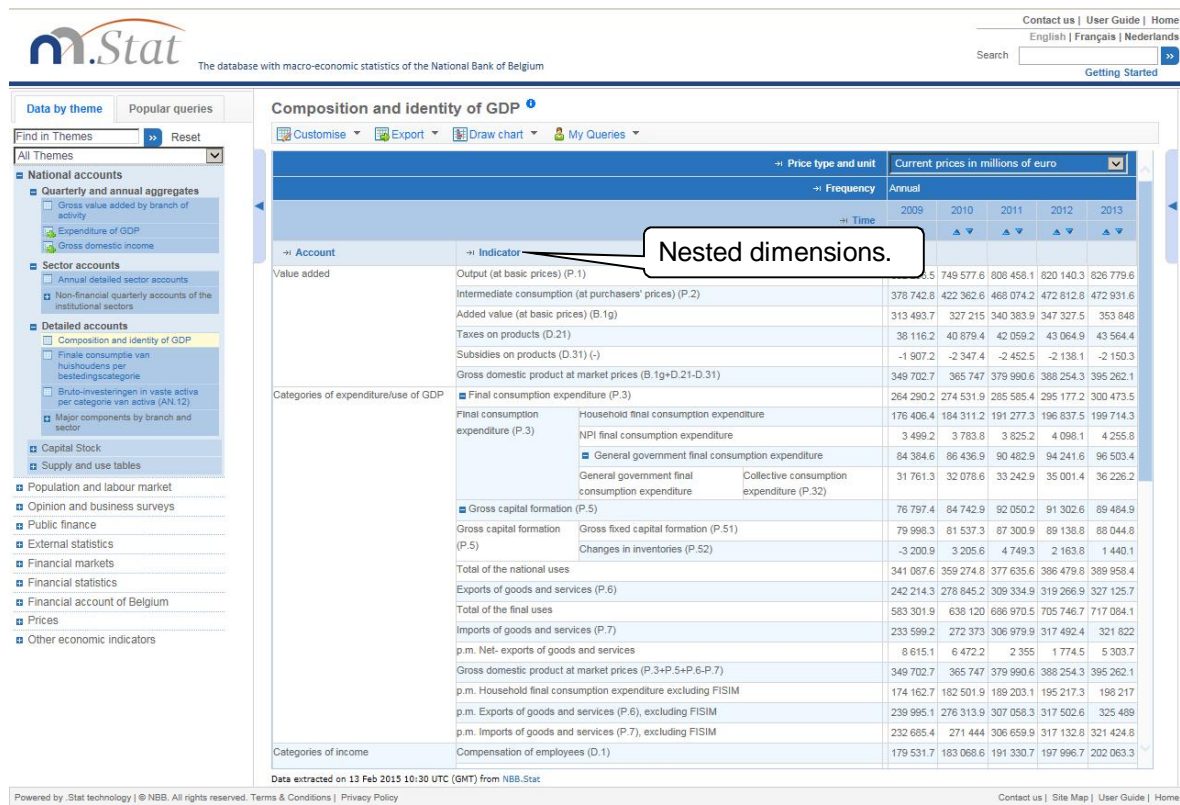 Contact us | User Guide | Home
English | Français | Nederlands
.Stat
The database with macro-economic statistics of the National Bank of Belgium
Search
»
Getting Started
Data by theme
Popular queries
Find in Themes
»
Reset
All Themes
National accounts
Quarterly and annual aggregates
Gross value added by branch of
activity
Expenditure of GDP
Gross domestic income
Sector accounts
Annual detailed sector accounts
Non-financial quarterly accounts of the
institutional sectors
Detailed accounts
Composition and identity of GDP
Finale consumptie van
huishoudens per
bestedingscategorie
Bruto-investeringen in vaste activa
per categorie van activa (AN.12)
Major components by branch and
sector
Capital Stock
Supply and use tables
Population and labour market
Opinion and business surveys
Public finance
External statistics
Financial markets
Financial statistics
Financial account of Belgium
Prices
Other economic indicators
Composition and identity of GDP
Customise Export Draw chart My Queries
Price type and unit Current prices in millions of euro
Frequency Annual
Time 2009 2010 2011 2012 2013
Account Indicator
Nested dimensions.
Value added Output (at basic prices) (P.1) .5 749 577.6 808 458.1 820 140.3 826 779.6
Intermediate consumption (at purchasers' prices) (P.2) 378 742.8 422 362.6 468 074.2 472 812.8 472 931.6
Added value (at basic prices) (B.1g) 313 493.7 327 215 340 383.9 347 327.5 353 848
Taxes on products (D.21) 38 116.2 40 879.4 42 059.2 43 064.9 43 564.4
Subsidies on products (D.31) (-) -1 907.2 -2 347.4 -2 452.5 -2 138.1 -2 150.3
Gross domestic product at market prices (B.1g+D.21-D.31) 349 702.7 365 747 379 990.6 388 254.3 395 262.1
Categories of expenditure/use of GDP Final consumption expenditure (P.3) 264 290.2 274 531.9 285 585.4 295 177.2 300 473.5
Final consumption
expenditure (P.3)
Household final consumption expenditure 176 406.4 184 311.2 191 277.3 196 837.5 199 714.3
NPI final consumption expenditure 3 499.2 3 783.8 3 825.2 4 098.1 4 255.8
General government final consumption expenditure 84 384.6 86 436.9 90 482.9 94 241.6 96 503.4
General government final
consumption expenditure
Collective consumption
expenditure (P.32)
31 761.3 32 078.6 33 242.9 35 001.4 36 226.2
Gross capital formation (P.5) 76 797.4 84 742.9 92 050.2 91 302.6 89 484.9
Gross capital formation
(P.5)
Gross fixed capital formation (P.51) 79 998.3 81 537.3 87 300.9 89 138.8 88 044.8
Changes in inventories (P.52) -3 200.9 3 205.6 4 749.3 2 163.8 1 440.1
Total of the national uses 341 087.6 359 274.8 377 635.6 386 479.8 389 958.4
Exports of goods and services (P.6) 242 214.3 278 845.2 309 334.9 319 266.9 327 125.7
Total of the final uses 583 301.9 638 120 686 970.5 705 746.7 717 084.1
Imports of goods and services (P.7) 233 599.2 272 373 306 979.9 317 492.4 321 822
p.m. Net- exports of goods and services 8 615.1 6 472.2 2 355 1 774.5 5 303.7
Gross domestic product at market prices (P.3+P.5+P.6-P.7) 349 702.7 365 747 379 990.6 388 254.3 395 262.1
p.m. Household final consumption expenditure excluding FISIM 174 162.7 182 501.9 189 203.1 195 217.3 198 217
p.m. Exports of goods and services (P.6), excluding FISIM 239 995.1 276 313.9 307 058.3 317 502.6 325 489
p.m. Imports of goods and services (P.7), excluding FISIM 232 685.4 271 444 306 659.9 317 132.8 321 424.8
Categories of income Compensation of employees (D.1) 179 531.7 183 068.6 191 330.7 197 996.7 202 063.3
Data extracted on 13 Feb 2015 10:30 UTC (GMT) from NBB.Stat
Powered by .Stat technology | © NBB. All rights reserved. Terms & Conditions | Privacy Policy
Contact us | Site Map | User Guide | Home